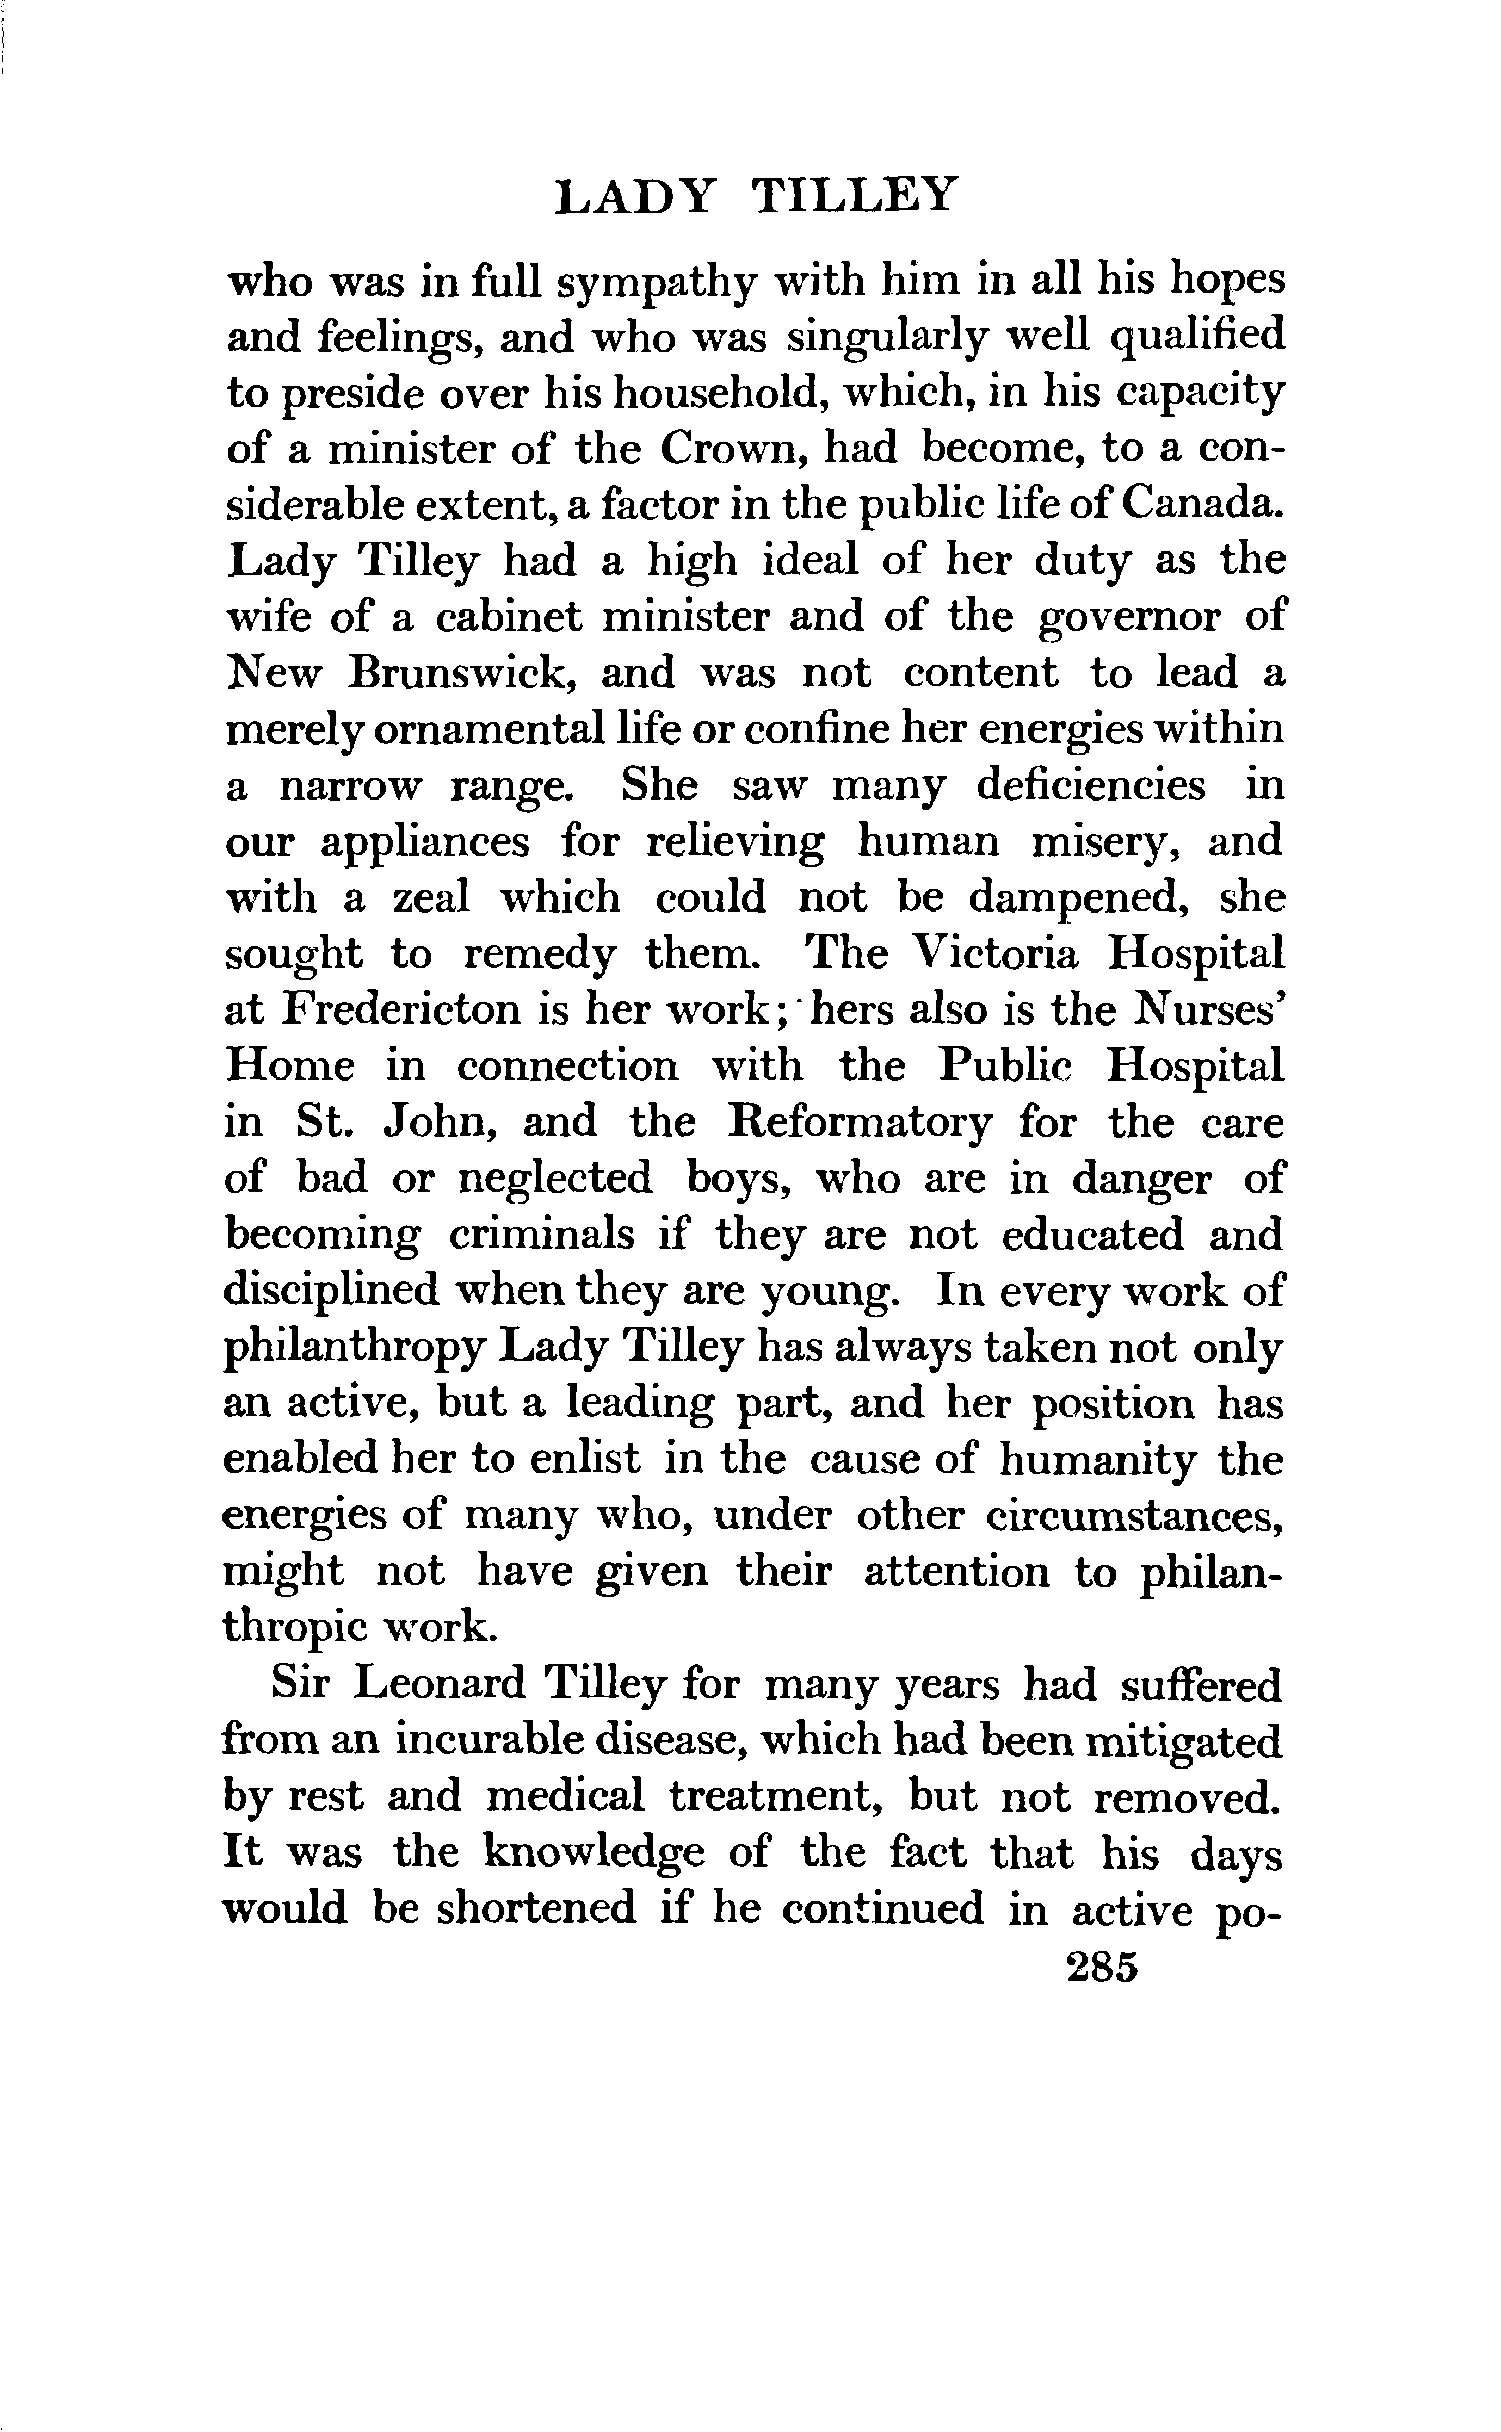 LADY TILLEY
who was in full sympathy with him in all his hopes
and feelings, and who was singularly well qualified
to preside over his household, which, in his capacity
of a minister of the Crown, had become, to a con-
siderable extent, a factor in the public life of Canada.
Lady Tilley had a high ideal of her duty as the
wife of a cabinet minister and of the governor of
New Brunswick, and was not content to lead a
merely ornamental life or confine her energies within
a narrow range. She saw many deficiencies in
our appliances for relieving human misery, and
with a zeal which could not be dampened, she
sought to remedy them. The Victoria Hospital
at Fredericton is her work; hers also is the Nurses’
Home in connection with the Public Hospital
in St. John, and the Reformatory for the care
of bad or neglected boys, who are in danger of
becoming criminals if they are not educated and
disciplined when they are young. In every work of
philanthropy Lady Tilley has always taken not only
an active, but a leading part, and her position has
enabled her to enlist in the cause of humanity the
energies of many who, under other circumstances,
might not have given their attention to philan-
thropic work.
Sir Leonard Tilley for many years had suffered
from an incurable disease, which had been mitigated
by rest and medical treatment, but not removed.
It was the knowledge of the fact that his days
would be shortened if he continued in active po-
285